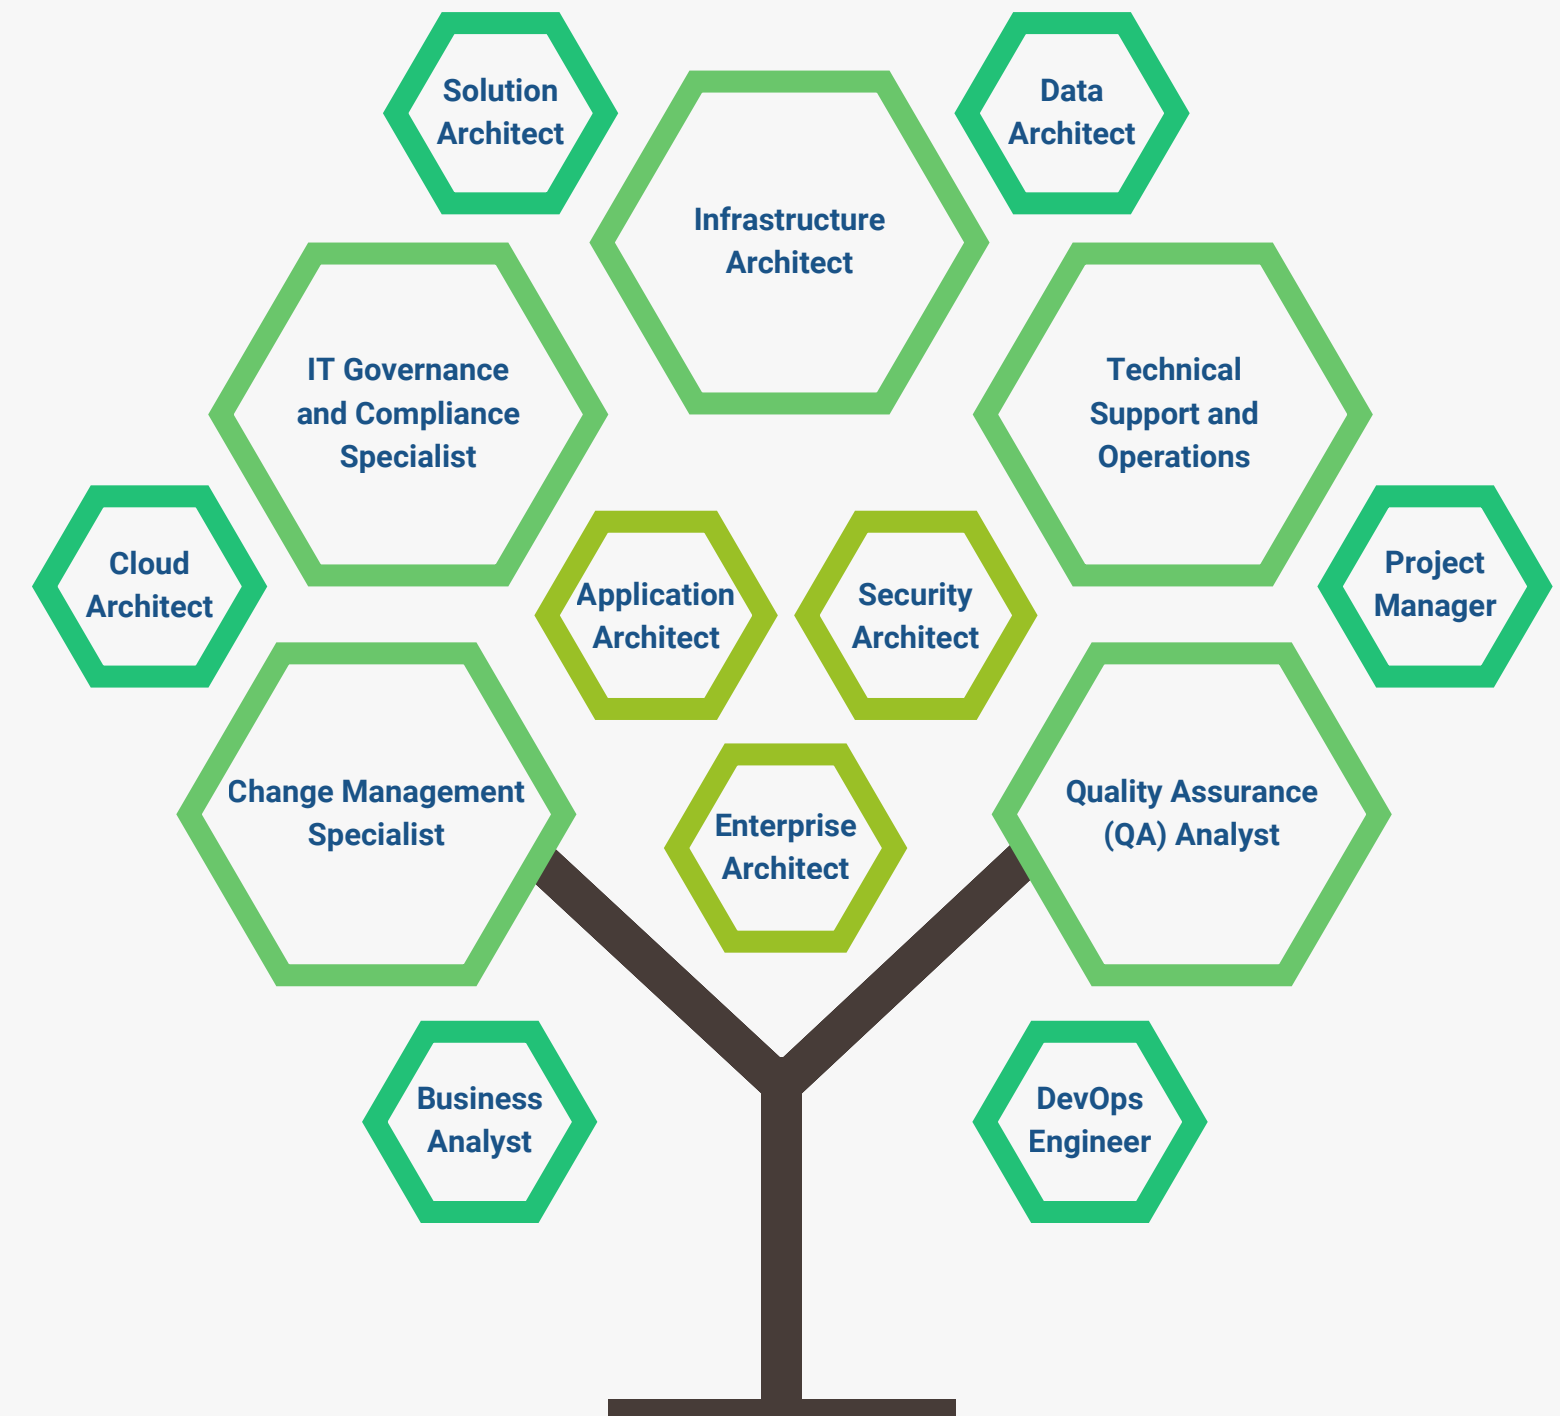 Solution
Architect
Data
Architect
Infrastructure
Architect
IT Governance
and Compliance
Specialist
Technical
Support and
Operations
Cloud
Architect
Application
Architect
Security
Architect
Project
Manager
Change Management
Specialist
Enterprise
Architect
Quality Assurance
(QA) Analyst
Business
Analyst
DevOps
Engineer